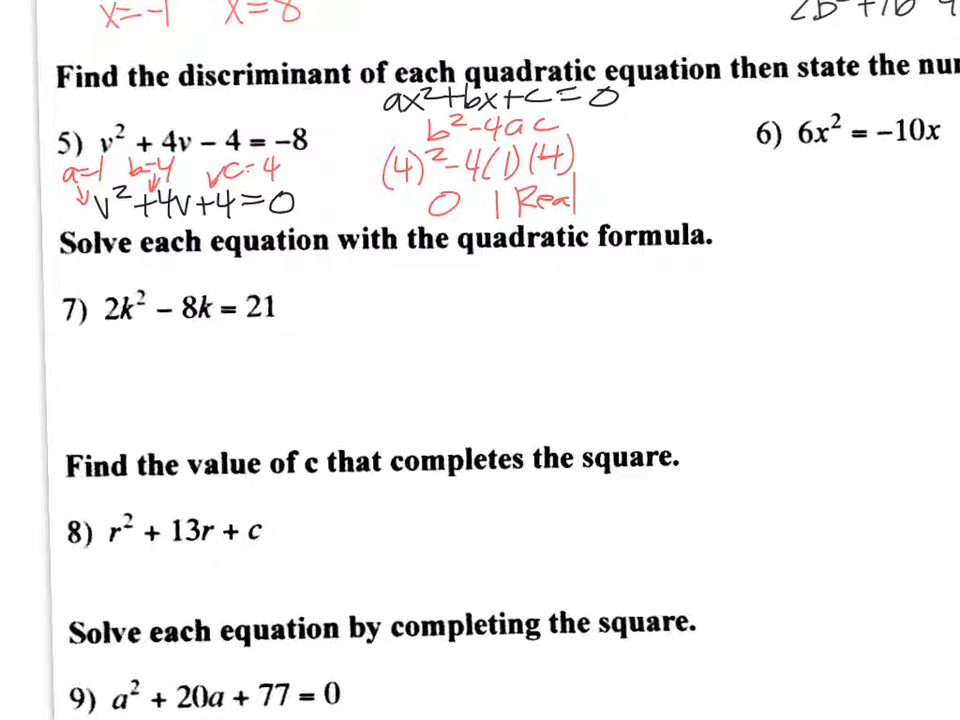 x=-1 x=8
Find the discriminant of each quadratic equation then state the
ax²+bx+c=0
5) v² + 4v – 4 = –8
b²-4ac
6) 6x² = –10x
a=1 b=4 c=4
(4)²-4(1)(4)
v²+4v+4=0
0 1 Real
Solve each equation with the quadratic formula.
7) 2k² – 8k = 21
Find the value of c that completes the square.
8) r² + 13r + c
Solve each equation by completing the square.
9) a² + 20a + 77 = 0